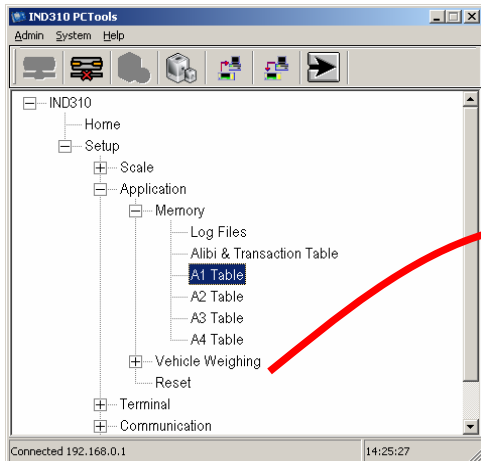 IND310 PCTools
Admin System Help
IND310
Home
Setup
Scale
Application
Memory
Log Files
Alibi & Transaction Table
A1 Table
A2 Table
A3 Table
A4 Table
Vehicle Weighing
Reset
Terminal
Communication
Connected 192.168.0.1 14:25:27